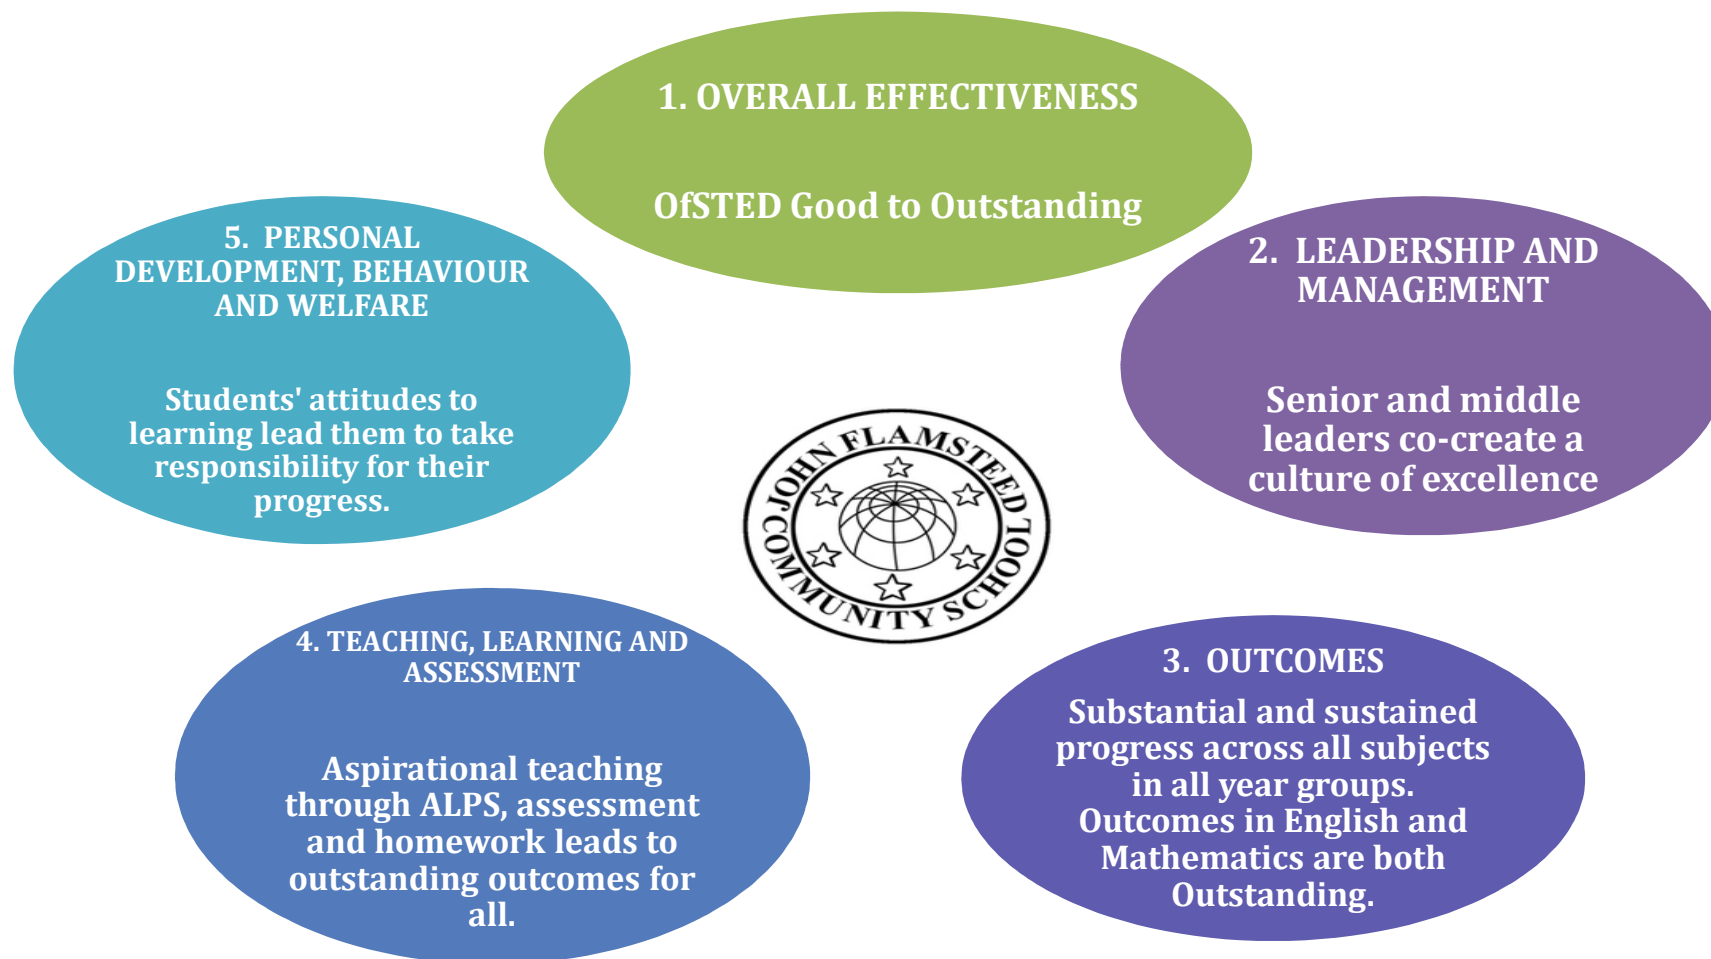 1. OVERALL EFFECTIVENESS
OfSTED Good to Outstanding
2. LEADERSHIP AND
MANAGEMENT
Senior and middle
leaders co-create a
culture of excellence
3. OUTCOMES
Substantial and sustained
progress across all subjects
in all year groups.
Outcomes in English and
Mathematics are both
Outstanding.
4. TEACHING, LEARNING AND
ASSESSMENT
Aspirational teaching
through ALPS, assessment
and homework leads to
outstanding outcomes for
all.
5. PERSONAL
DEVELOPMENT, BEHAVIOUR
AND WELFARE
Students' attitudes to
learning lead them to take
responsibility for their
progress.
JOHN FLAMSTEED
COMMUNITY SCHOOL